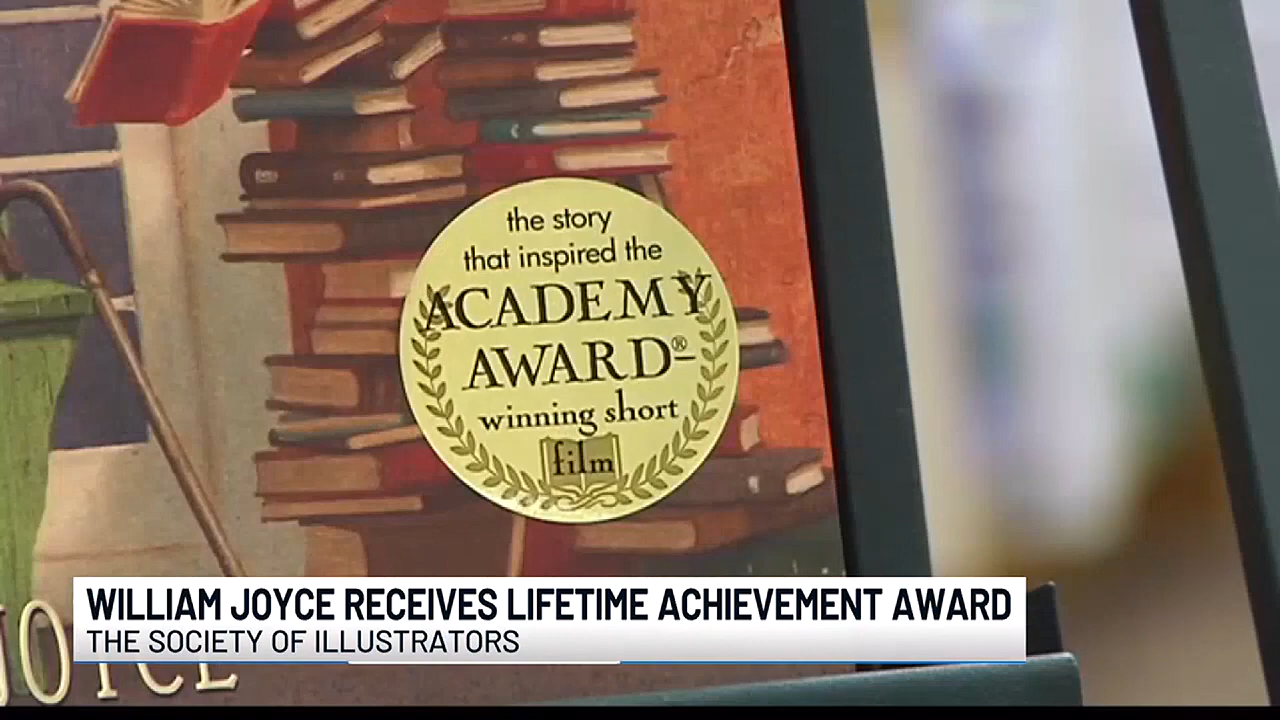 the story
that inspired the
ACADEMY
AWARD®-
winning short
film
WILLIAM JOYCE RECEIVES LIFETIME ACHIEVEMENT AWARD
THE SOCIETY OF ILLUSTRATORS
JOYCE